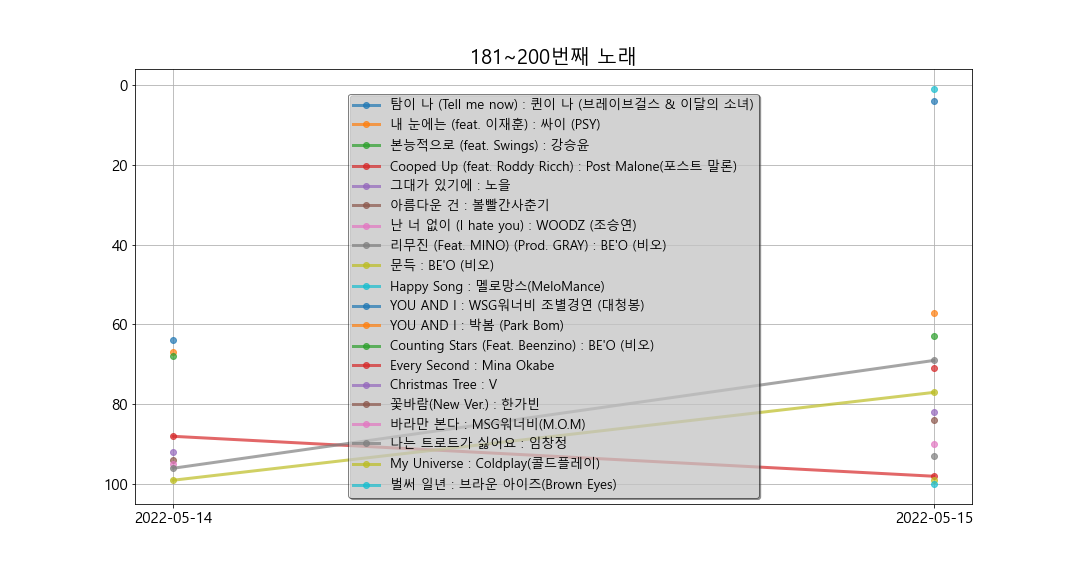 181~200번째 노래
0
20
40
60
80
100
탐이 나 (Tell me now) : 퀸이 나 (브레이브걸스 & 이달의 소녀)
내 눈에는 (feat. 이재훈) : 싸이 (PSY)
본능적으로 (feat. Swings) : 강승윤
Cooped Up (feat. Roddy Ricch) : Post Malone(포스트 말론)
그대가 있기에 : 노을
아름다운 건 : 볼빨간사춘기
난 너 없이 (I hate you) : WOODZ (조승연)
리무진 (Feat. MINO) (Prod. GRAY) : BE'O (비오)
문득 : BE'O (비오)
Happy Song : 멜로망스(MeloMance)
YOU AND I : WSG워너비 조별경연 (대청봉)
YOU AND I : 박봄 (Park Bom)
Counting Stars (Feat. Beenzino) : BE'O (비오)
Every Second : Mina Okabe
Christmas Tree : V
꽃바람(New Ver.) : 한가빈
바라만 본다 : MSG워너비(M.O.M)
나는 트로트가 싫어요 : 임창정
My Universe : Coldplay(콜드플레이)
벌써 일년 : 브라운 아이즈(Brown Eyes)
2022-05-14
2022-05-15